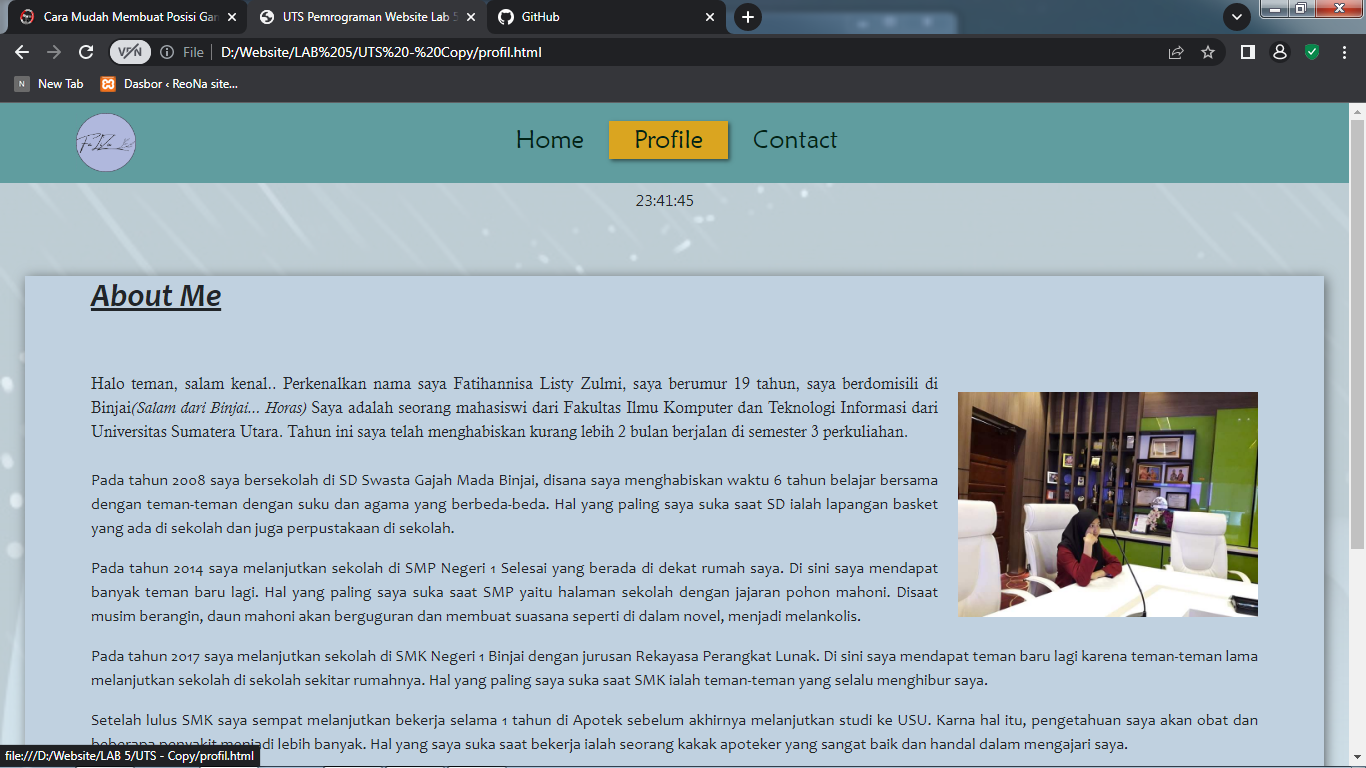 Cara Mudah Membuat Posisi Gam
UTS Pemrograman Website Lab 5
GitHub
VPN
File
D:/Website/LAB%205/UTS%20-%20Copy/profil.html
N
New Tab
Dasbor ‹ ReoNa site...
Home
Profile
Contact
23:41:45
About Me
Halo teman, salam kenal.. Perkenalkan nama saya Fatihannisa Listy Zulmi, saya berumur 19 tahun, saya berdomisili di
Binjai(Salam dari Binjai... Horas) Saya adalah seorang mahasiswi dari Fakultas Ilmu Komputer dan Teknologi Informasi dari
Universitas Sumatera Utara. Tahun ini saya telah menghabiskan kurang lebih 2 bulan berjalan di semester 3 perkuliahan.
Pada tahun 2008 saya bersekolah di SD Swasta Gajah Mada Binjai, disana saya menghabiskan waktu 6 tahun belajar bersama
dengan teman-teman dengan suku dan agama yang berbeda-beda. Hal yang paling saya suka saat SD ialah lapangan basket
yang ada di sekolah dan juga perpustakaan di sekolah.
Pada tahun 2014 saya melanjutkan sekolah di SMP Negeri 1 Selesai yang berada di dekat rumah saya. Di sini saya mendapat
banyak teman baru lagi. Hal yang paling saya suka saat SMP yaitu halaman sekolah dengan jajaran pohon mahoni. Disaat
musim berangin, daun mahoni akan berguguran dan membuat suasana seperti di dalam novel, menjadi melankolis.
Pada tahun 2017 saya melanjutkan sekolah di SMK Negeri 1 Binjai dengan jurusan Rekayasa Perangkat Lunak. Di sini saya mendapat teman baru lagi karena teman-teman lama
melanjutkan sekolah di sekolah sekitar rumahnya. Hal yang paling saya suka saat SMK ialah teman-teman yang selalu menghibur saya.
Setelah lulus SMK saya sempat melanjutkan bekerja selama 1 tahun di Apotek sebelum akhirnya melanjutkan studi ke USU. Karna hal itu, pengetahuan saya akan obat dan
beberapa penyakit menjadi lebih banyak. Hal yang saya suka saat bekerja ialah seorang kakak apoteker yang sangat baik dan handal dalam mengajari saya.
file:///D:/Website/LAB 5/UTS - Copy/profil.html